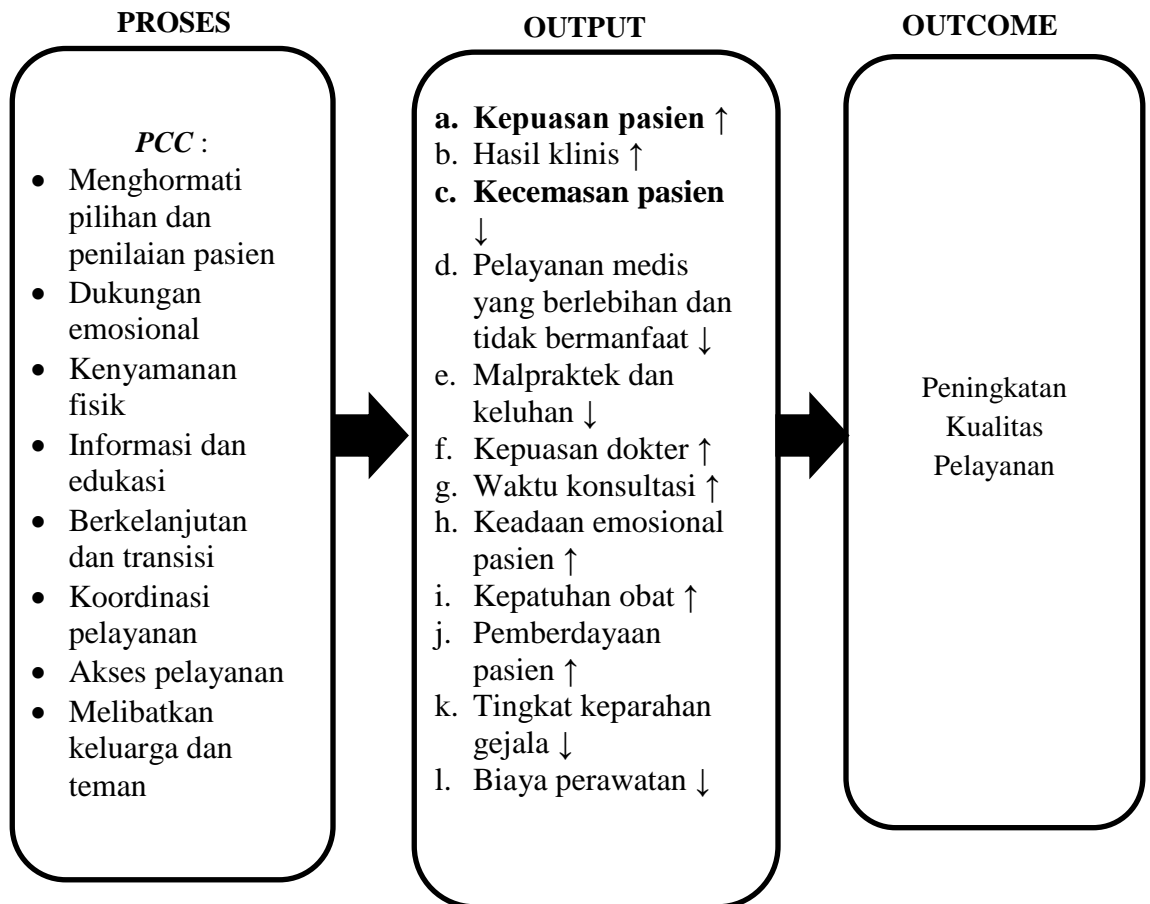 PROSES
PCC :
• Menghormati
pilihan dan
penilaian pasien
• Dukungan
emosional
• Kenyamanan
fisik
• Informasi dan
edukasi
• Berkelanjutan
dan transisi
• Koordinasi
pelayanan
• Akses pelayanan
• Melibatkan
keluarga dan
teman
OUTPUT
a. Kepuasan pasien ↑
b. Hasil klinis ↑
c. Kecemasan pasien
↓
d. Pelayanan medis
yang berlebihan dan
tidak bermanfaat ↓
e. Malpraktek dan
keluhan ↓
f. Kepuasan dokter ↑
g. Waktu konsultasi ↑
h. Keadaan emosional
pasien ↑
i. Kepatuhan obat ↑
j. Pemberdayaan
pasien ↑
k. Tingkat keparahan
gejala ↓
l. Biaya perawatan ↓
OUTCOME
Peningkatan
Kualitas
Pelayanan